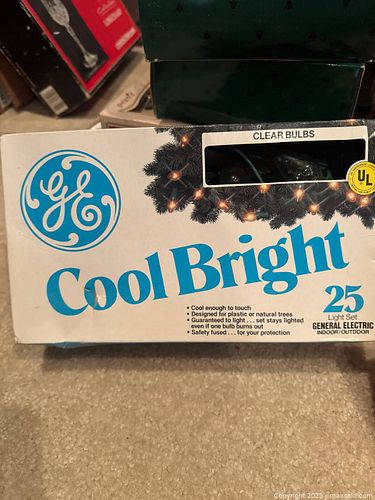 CLEAR BULBS
GE
UL
Cool Bright
• Cool enough to touch
• Designed for plastic or natural trees
• Guaranteed to light . . . set stays lighted
even if one bulb burns out
• Safety fused . . . for your protection
25
Light Set
GENERAL ELECTRIC
INDOOR/OUTDOOR
Copyright 2025 - maxsold.com